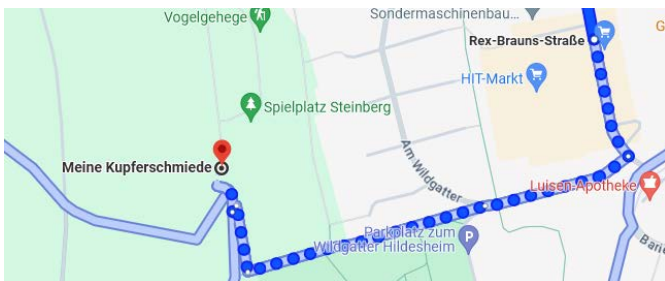 Vogelgehege
Sondermaschinenbau...
Rex-Brauns-Straße
G
HIT-Markt
Spielplatz Steinberg
Meine Kupferschmiede
Am Wildgatter
Luisen-Apotheke
Parkplatz zum
Wildgatter Hildesheim
P